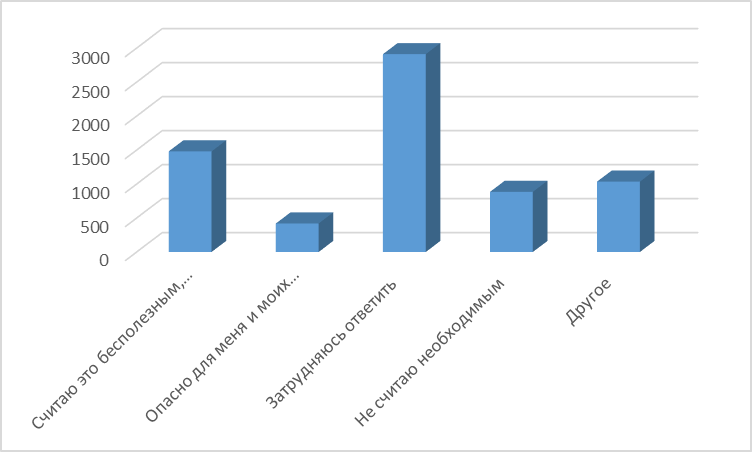 3000
2500
2000
1500
1000
500
0
Считаю это бесполезным,...
Опасно для меня и моих...
Затрудняюсь ответить
Не считаю необходимым
Другое